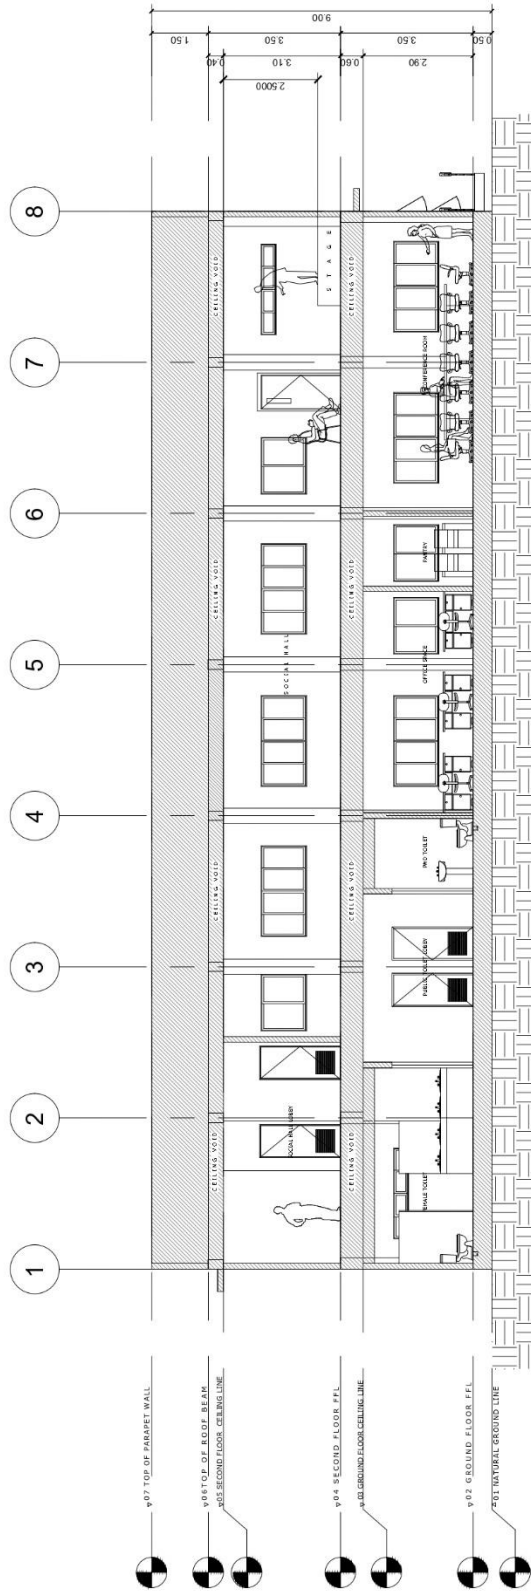 1
2
3
4
5
6
7
8
▽07 TOP OF PARAPET WALL
▽06 TOP OF ROOF BEAM
▽05 SECOND FLOOR CEILING LINE
▽04 SECOND FLOOR FFL
▽03 GROUND FLOOR CEILING LINE
▽02 GROUND FLOOR FFL
▽01 NATURAL GROUND LINE
CEILING VOID
CEILING VOID
CEILING VOID
CEILING VOID
SOCIAL HALL LOBBY
SOCIAL HALL
STAGE
CEILING VOID
CEILING VOID
CEILING VOID
CEILING VOID
FEMALE TOILET
PUBLIC TOILET LOBBY
PWD TOILET
OFFICE SPACE
PANTRY
CONFERENCE ROOM
1.50
0.40
3.50
3.10
2.5000
0.60
3.50
2.90
0.50
9.00